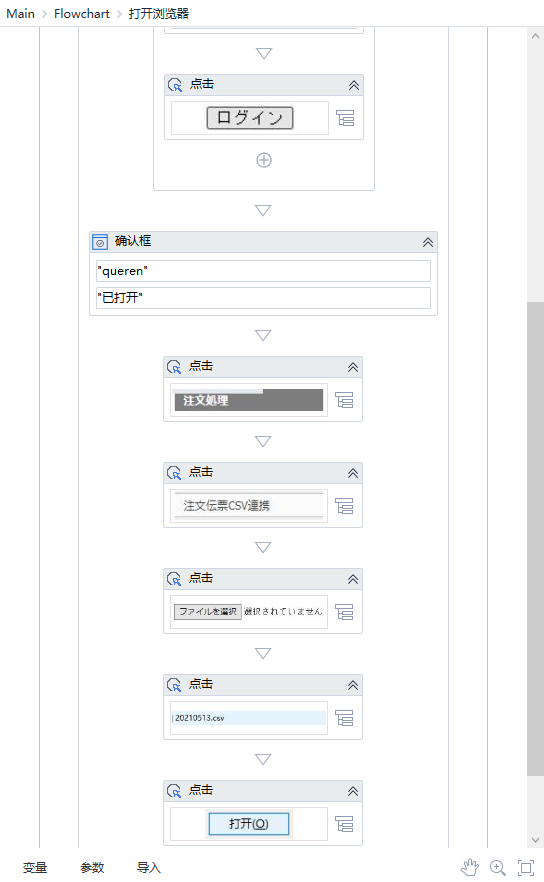 Main > Flowchart > 打开浏览器
点击
ログイン
确认框
"queren"
"已打开"
点击
注文処理
点击
注文伝票CSV連携
点击
ファイルを選択 選択されていません
点击
20210513.csv
点击
打开(O)
变量 参数 导入